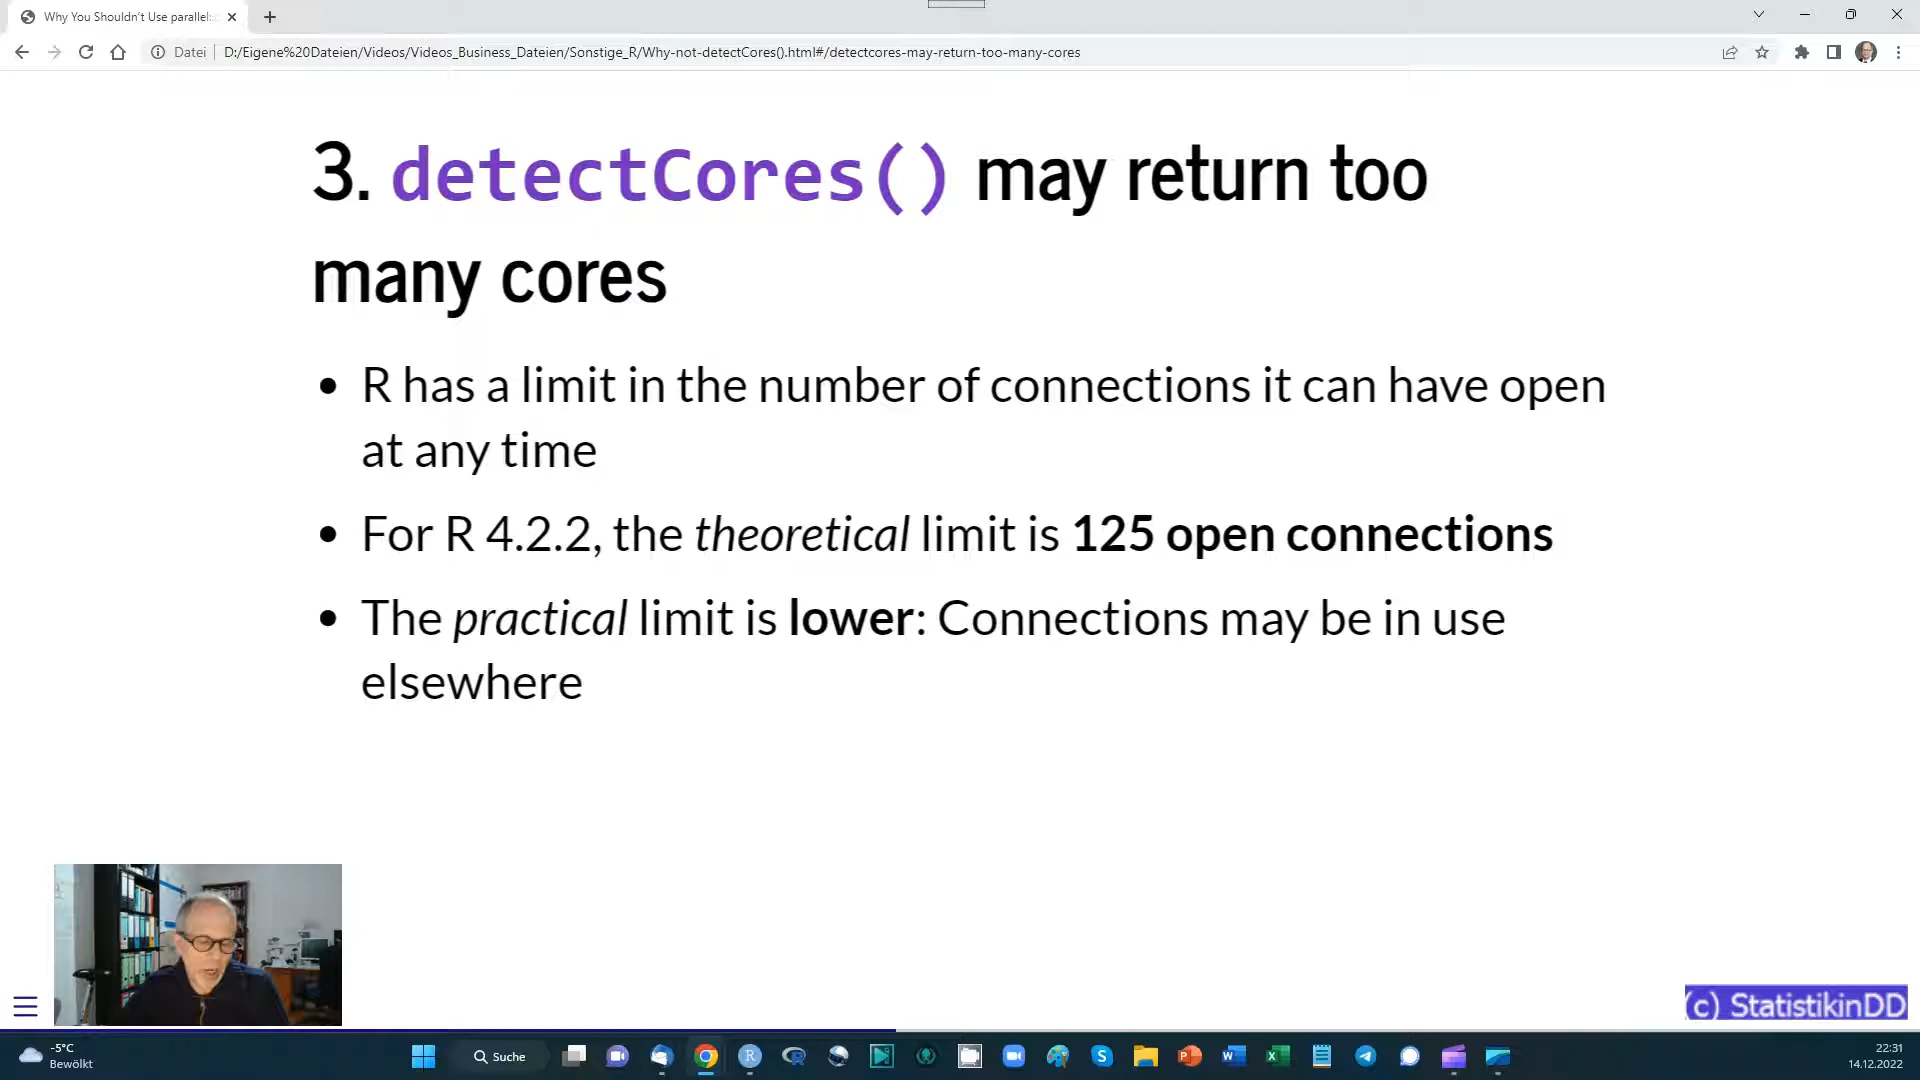 Why You Shouldn't Use parallel:
Datei
D:/Eigene%20Dateien/Videos/Videos_Business_Dateien/Sonstige_R/Why-not-detectCores().html#/detectcores-may-return-too-many-cores
3. detectCores() may return too
many cores
R has a limit in the number of connections it can have open
at any time
For R 4.2.2, the theoretical limit is 125 open connections
The practical limit is lower: Connections may be in use
elsewhere
(c) StatistikinDD
-5°C
Bewölkt
Suche
22:31
14.12.2022